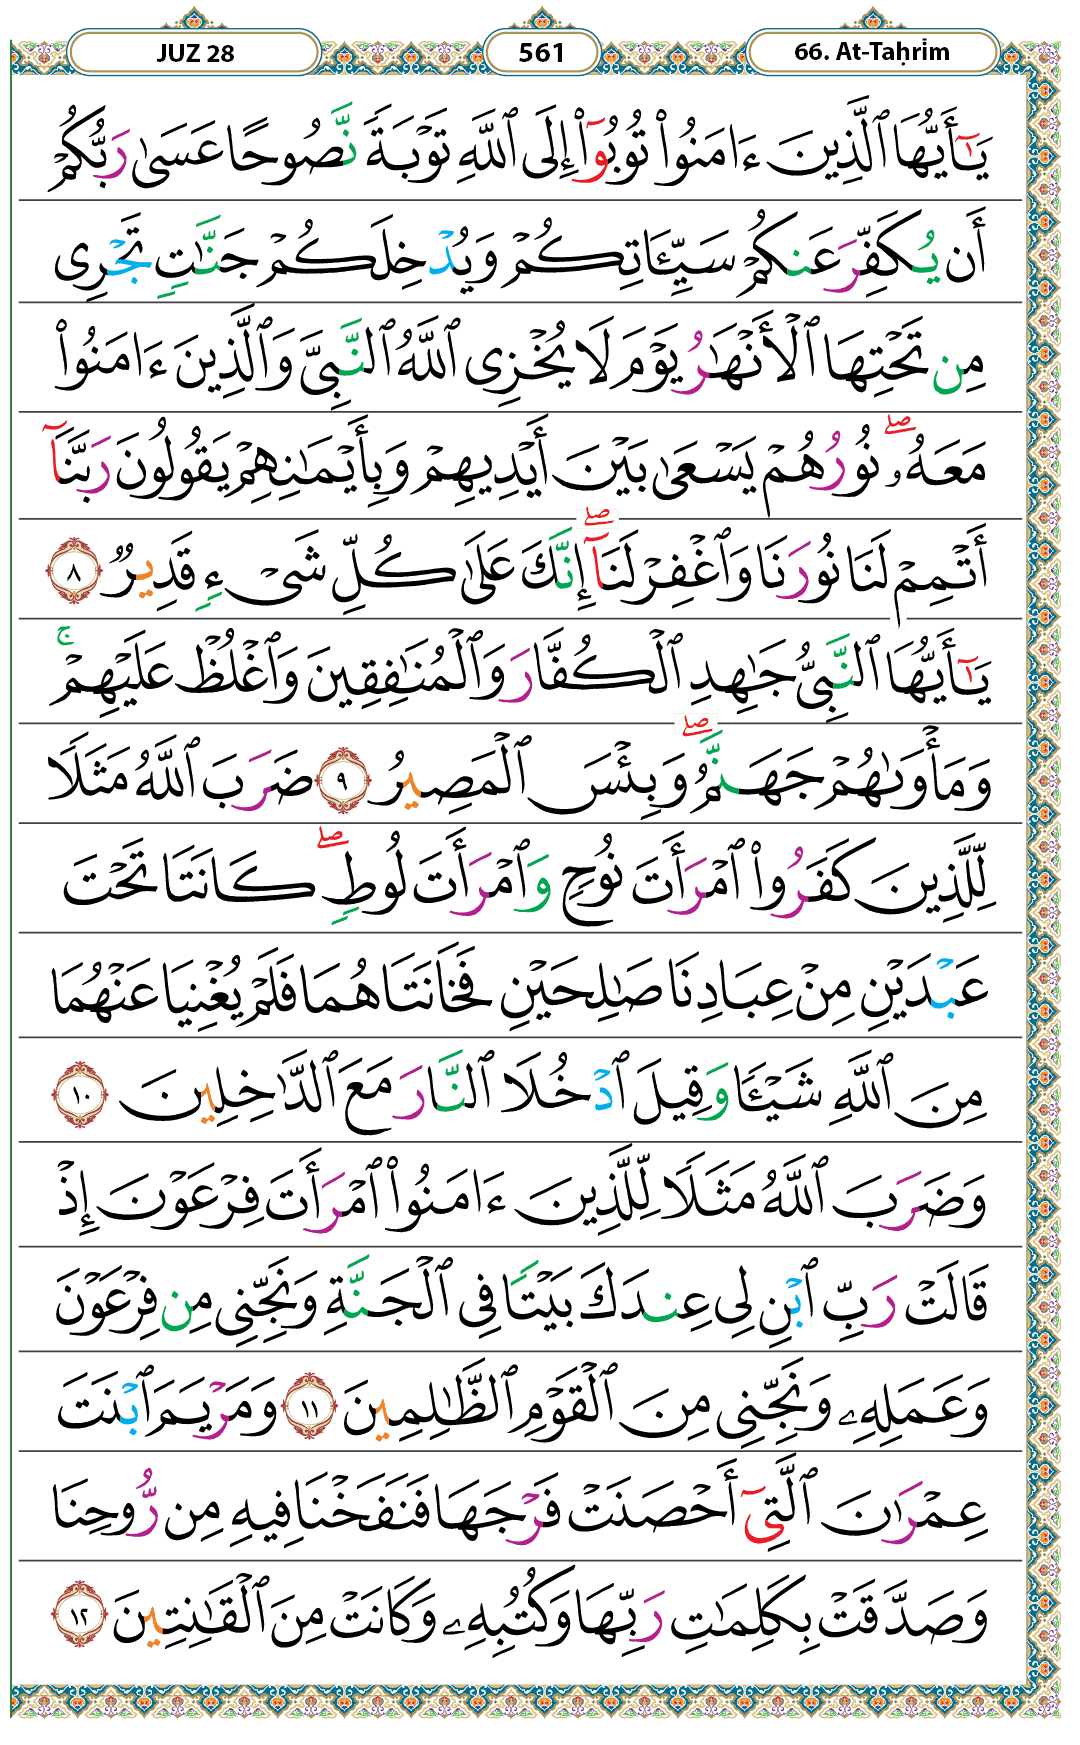 JUZ 28 561 66. At-Taḥrīm
يَـٰٓأَيُّهَا ٱلَّذِينَ ءَامَنُوا۟ تُوبُوٓا۟ إِلَى ٱللَّهِ تَوْبَةً نَّصُوحًا عَسَىٰ رَبُّكُمْ
أَن يُكَفِّرَ عَنكُمْ سَيِّـَٔاتِكُمْ وَيُدْخِلَكُمْ جَنَّـٰتٍ تَجْرِى
مِن تَحْتِهَا ٱلْأَنْهَـٰرُ يَوْمَ لَا يُخْزِى ٱللَّهُ ٱلنَّبِىَّ وَٱلَّذِينَ ءَامَنُوا۟
مَعَهُۥ ۖ نُورُهُمْ يَسْعَىٰ بَيْنَ أَيْدِيهِمْ وَبِأَيْمَـٰنِهِمْ يَقُولُونَ رَبَّنَآ
أَتْمِمْ لَنَا نُورَنَا وَٱغْفِرْ لَنَآ ۖ إِنَّكَ عَلَىٰ كُلِّ شَىْءٍ قَدِيرٌ ٨
يَـٰٓأَيُّهَا ٱلنَّبِىُّ جَـٰهِدِ ٱلْكُفَّارَ وَٱلْمُنَـٰفِقِينَ وَٱغْلُظْ عَلَيْهِمْ ۚ
وَمَأْوَىٰهُمْ جَهَنَّمُ ۖ وَبِئْسَ ٱلْمَصِيرُ ٩ ضَرَبَ ٱللَّهُ مَثَلًا
لِّلَّذِينَ كَفَرُوا۟ ٱمْرَأَتَ نُوحٍ وَٱمْرَأَتَ لُوطٍ ۖ كَانَتَا تَحْتَ
عَبْدَيْنِ مِنْ عِبَادِنَا صَـٰلِحَيْنِ فَخَانَتَاهُمَا فَلَمْ يُغْنِيَا عَنْهُمَا
مِنَ ٱللَّهِ شَيْـًٔا وَقِيلَ ٱدْخُلَا ٱلنَّارَ مَعَ ٱلدَّٰخِلِينَ ١٠
وَضَرَبَ ٱللَّهُ مَثَلًا لِّلَّذِينَ ءَامَنُوا۟ ٱمْرَأَتَ فِرْعَوْنَ إِذْ
قَالَتْ رَبِّ ٱبْنِ لِى عِندَكَ بَيْتًا فِى ٱلْجَنَّةِ وَنَجِّنِى مِن فِرْعَوْنَ
وَعَمَلِهِۦ وَنَجِّنِى مِنَ ٱلْقَوْمِ ٱلظَّـٰلِمِينَ ١١ وَمَرْيَمَ ٱبْنَتَ
عِمْرَٰنَ ٱلَّتِىٓ أَحْصَنَتْ فَرْجَهَا فَنَفَخْنَا فِيهِ مِن رُّوحِنَا
وَصَدَّقَتْ بِكَلِمَـٰتِ رَبِّهَا وَكُتُبِهِۦ وَكَانَتْ مِنَ ٱلْقَـٰنِتِينَ ١٢